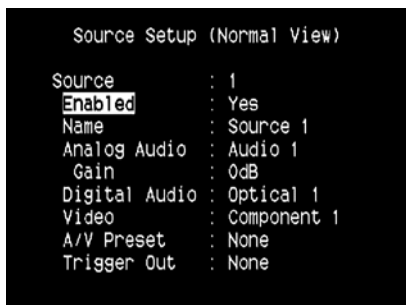 Source Setup (Normal View)
Source : 1
Enabled : Yes
Name : Source 1
Analog Audio : Audio 1
Gain : 0dB
Digital Audio : Optical 1
Video : Component 1
A/V Preset : None
Trigger Out : None